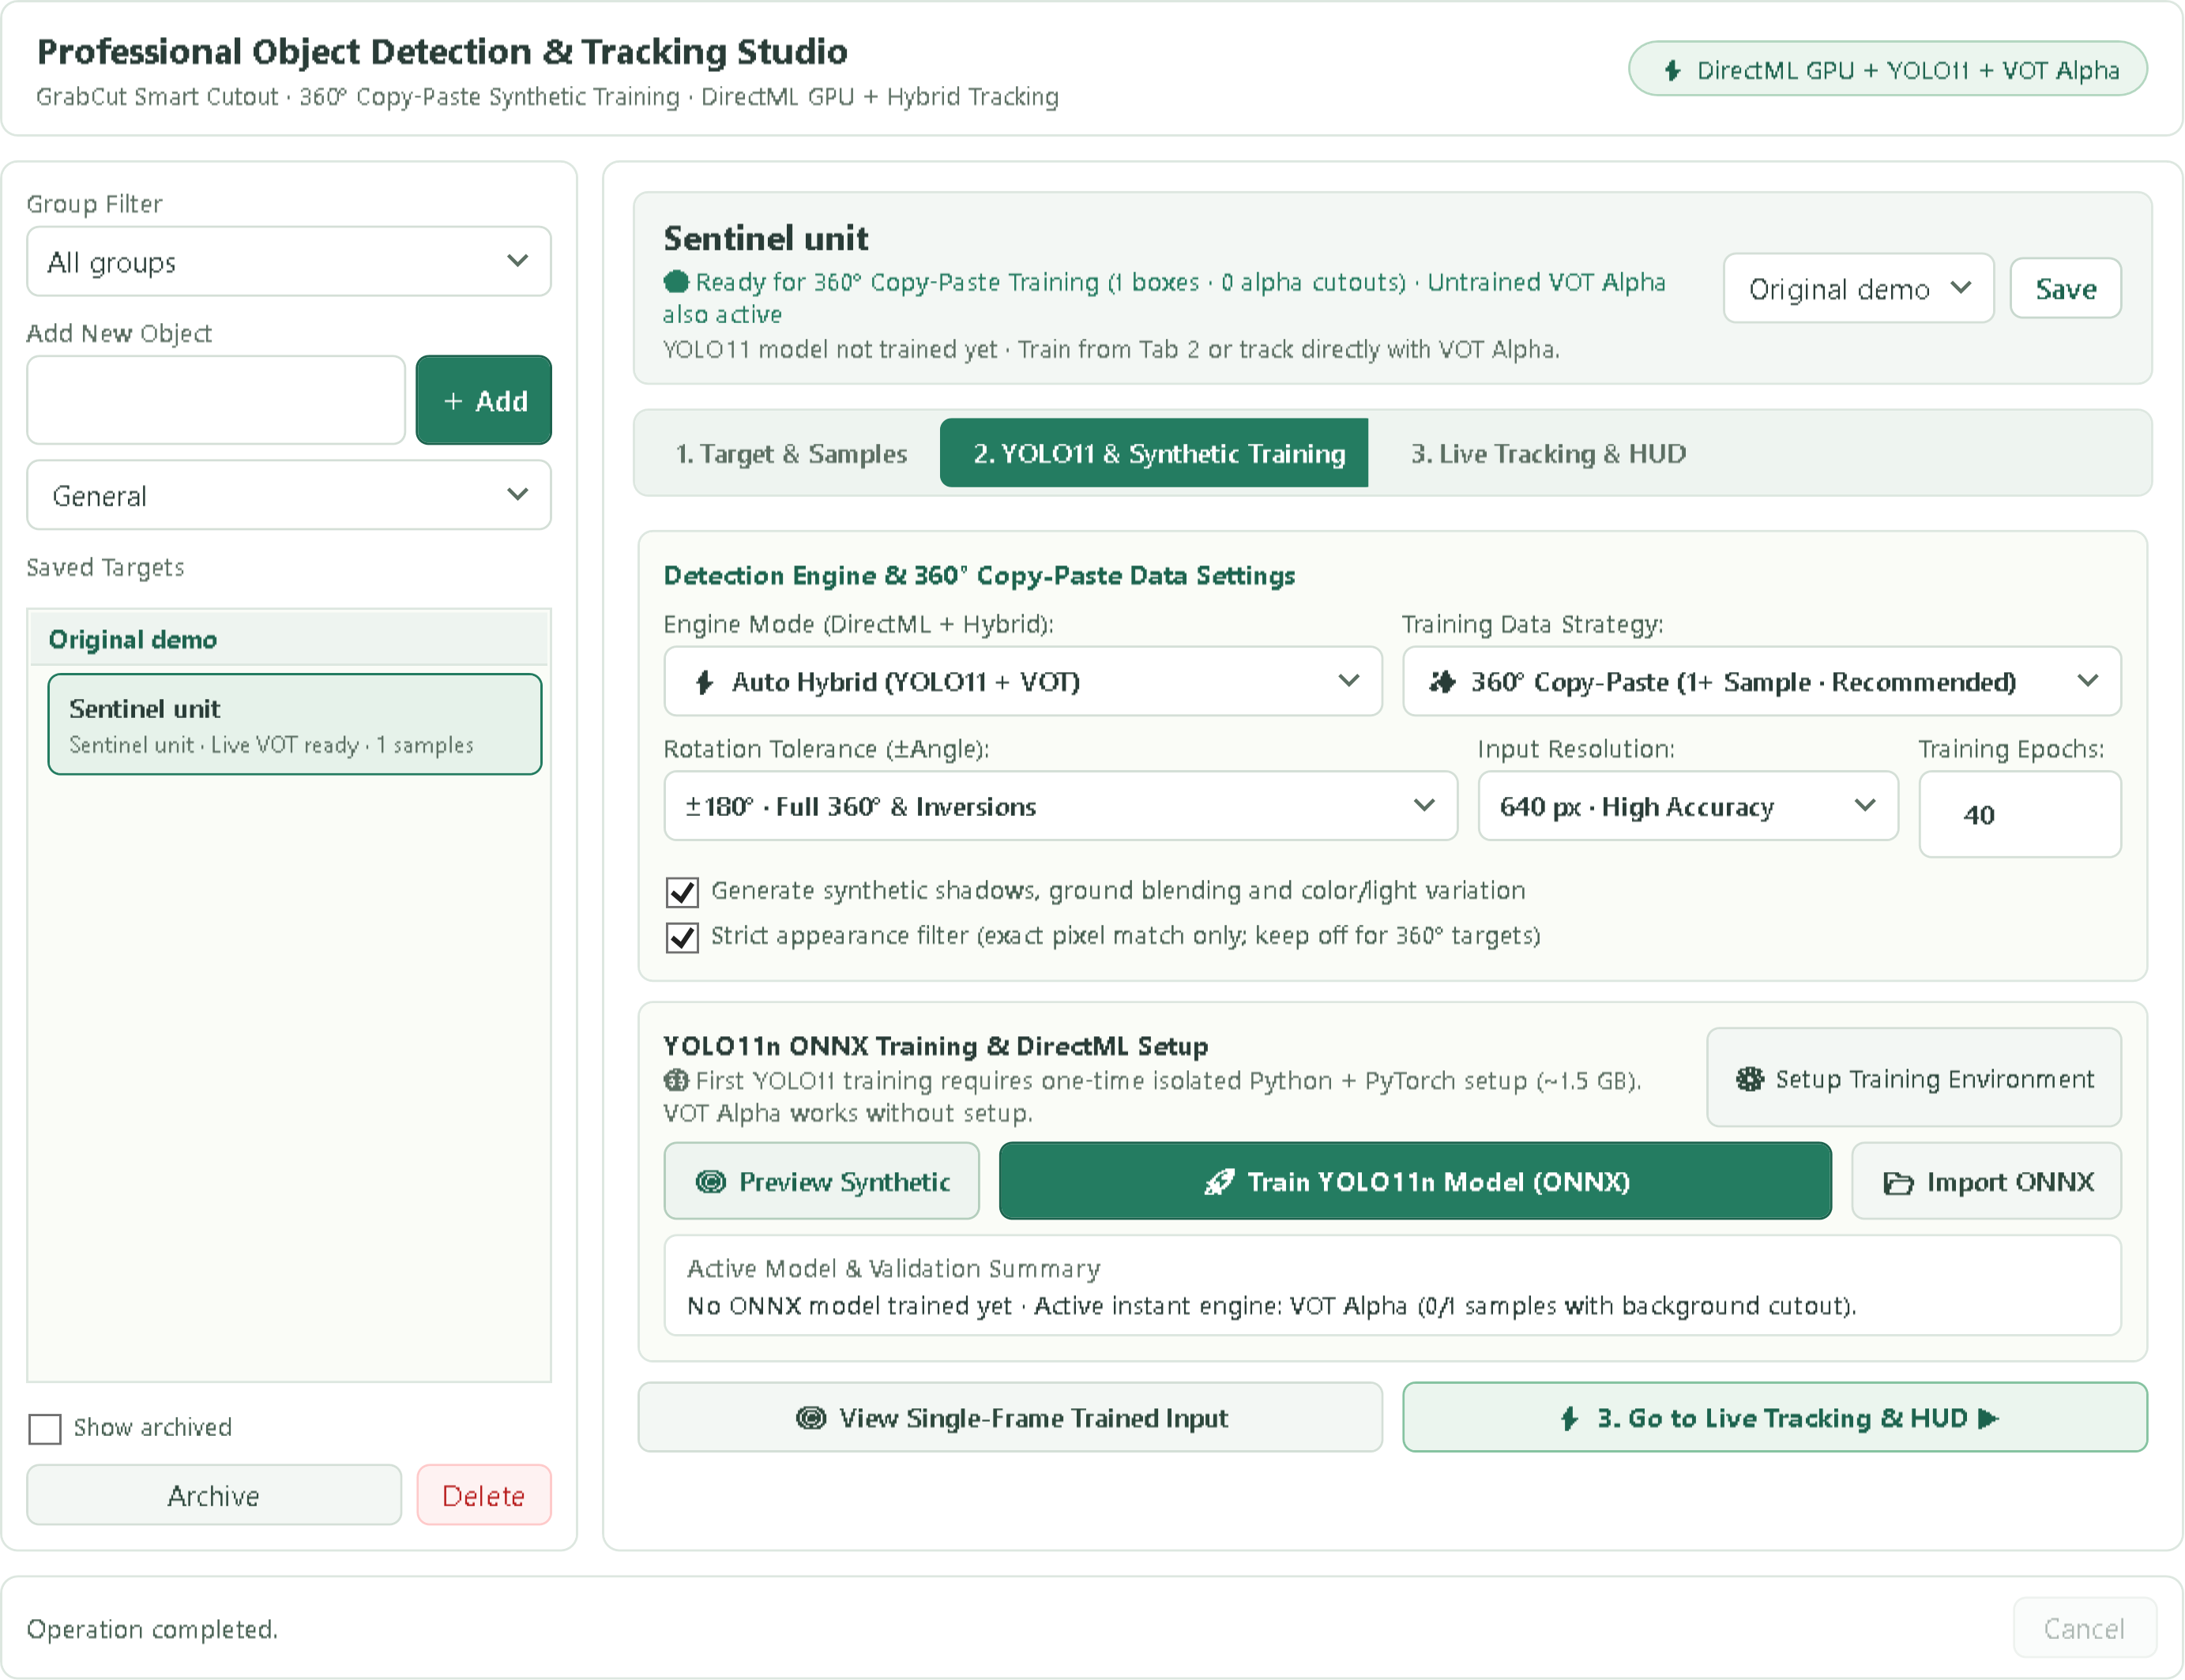 Professional Object Detection & Tracking Studio
GrabCut Smart Cutout · 360° Copy-Paste Synthetic Training · DirectML GPU + Hybrid Tracking
DirectML GPU + YOLO11 + VOT Alpha
Group Filter
All groups
Add New Object
+ Add
General
Saved Targets
Original demo
Sentinel unit
Sentinel unit · Live VOT ready · 1 samples
Show archived
Archive
Delete
Sentinel unit
Ready for 360° Copy-Paste Training (1 boxes · 0 alpha cutouts) · Untrained VOT Alpha
also active
YOLO11 model not trained yet · Train from Tab 2 or track directly with VOT Alpha.
Original demo
Save
1. Target & Samples
2. YOLO11 & Synthetic Training
3. Live Tracking & HUD
Detection Engine & 360° Copy-Paste Data Settings
Engine Mode (DirectML + Hybrid):
Training Data Strategy:
Auto Hybrid (YOLO11 + VOT)
360° Copy-Paste (1+ Sample · Recommended)
Rotation Tolerance (±Angle):
Input Resolution:
Training Epochs:
±180° · Full 360° & Inversions
640 px · High Accuracy
40
Generate synthetic shadows, ground blending and color/light variation
Strict appearance filter (exact pixel match only; keep off for 360° targets)
YOLO11n ONNX Training & DirectML Setup
First YOLO11 training requires one-time isolated Python + PyTorch setup (~1.5 GB).
VOT Alpha works without setup.
Setup Training Environment
Preview Synthetic
Train YOLO11n Model (ONNX)
Import ONNX
Active Model & Validation Summary
No ONNX model trained yet · Active instant engine: VOT Alpha (0/1 samples with background cutout).
View Single-Frame Trained Input
3. Go to Live Tracking & HUD ▶
Operation completed.
Cancel